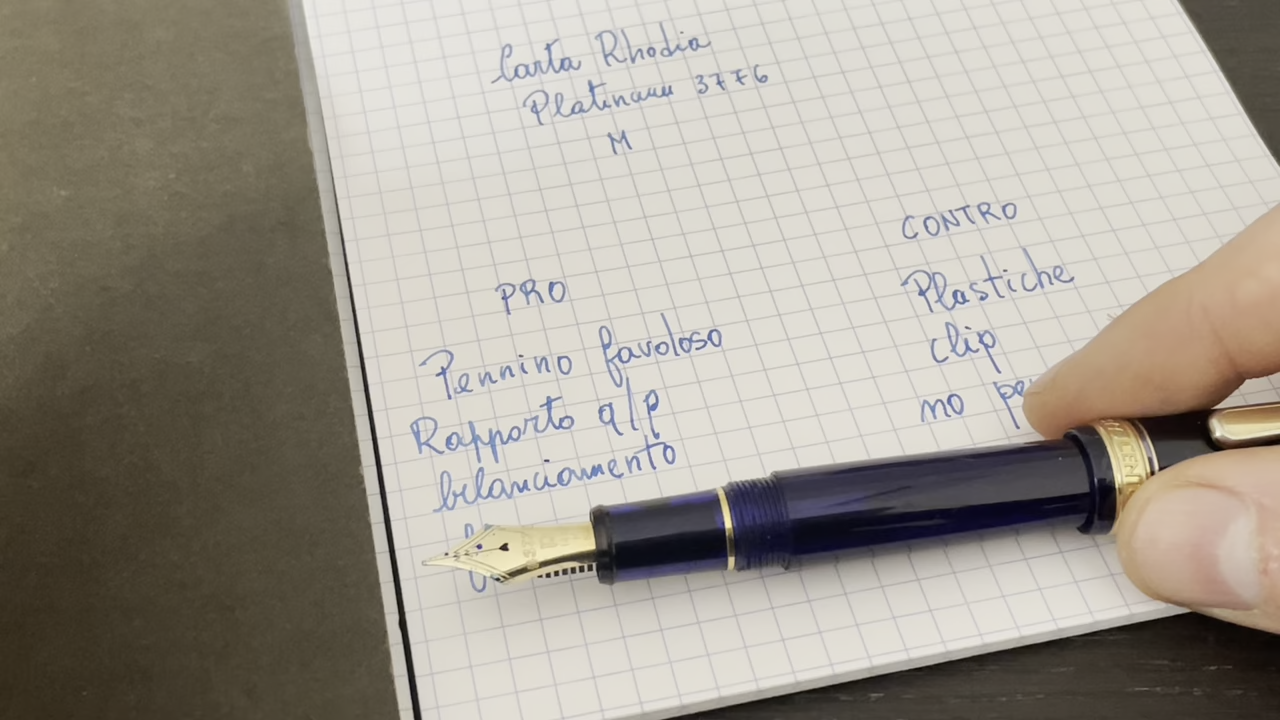 Carta Rhodia
Platinum 3776
M
PRO
Pennino favoloso
Rapporto q/p
bilanciamento
CONTRO
Plastiche
clip
no